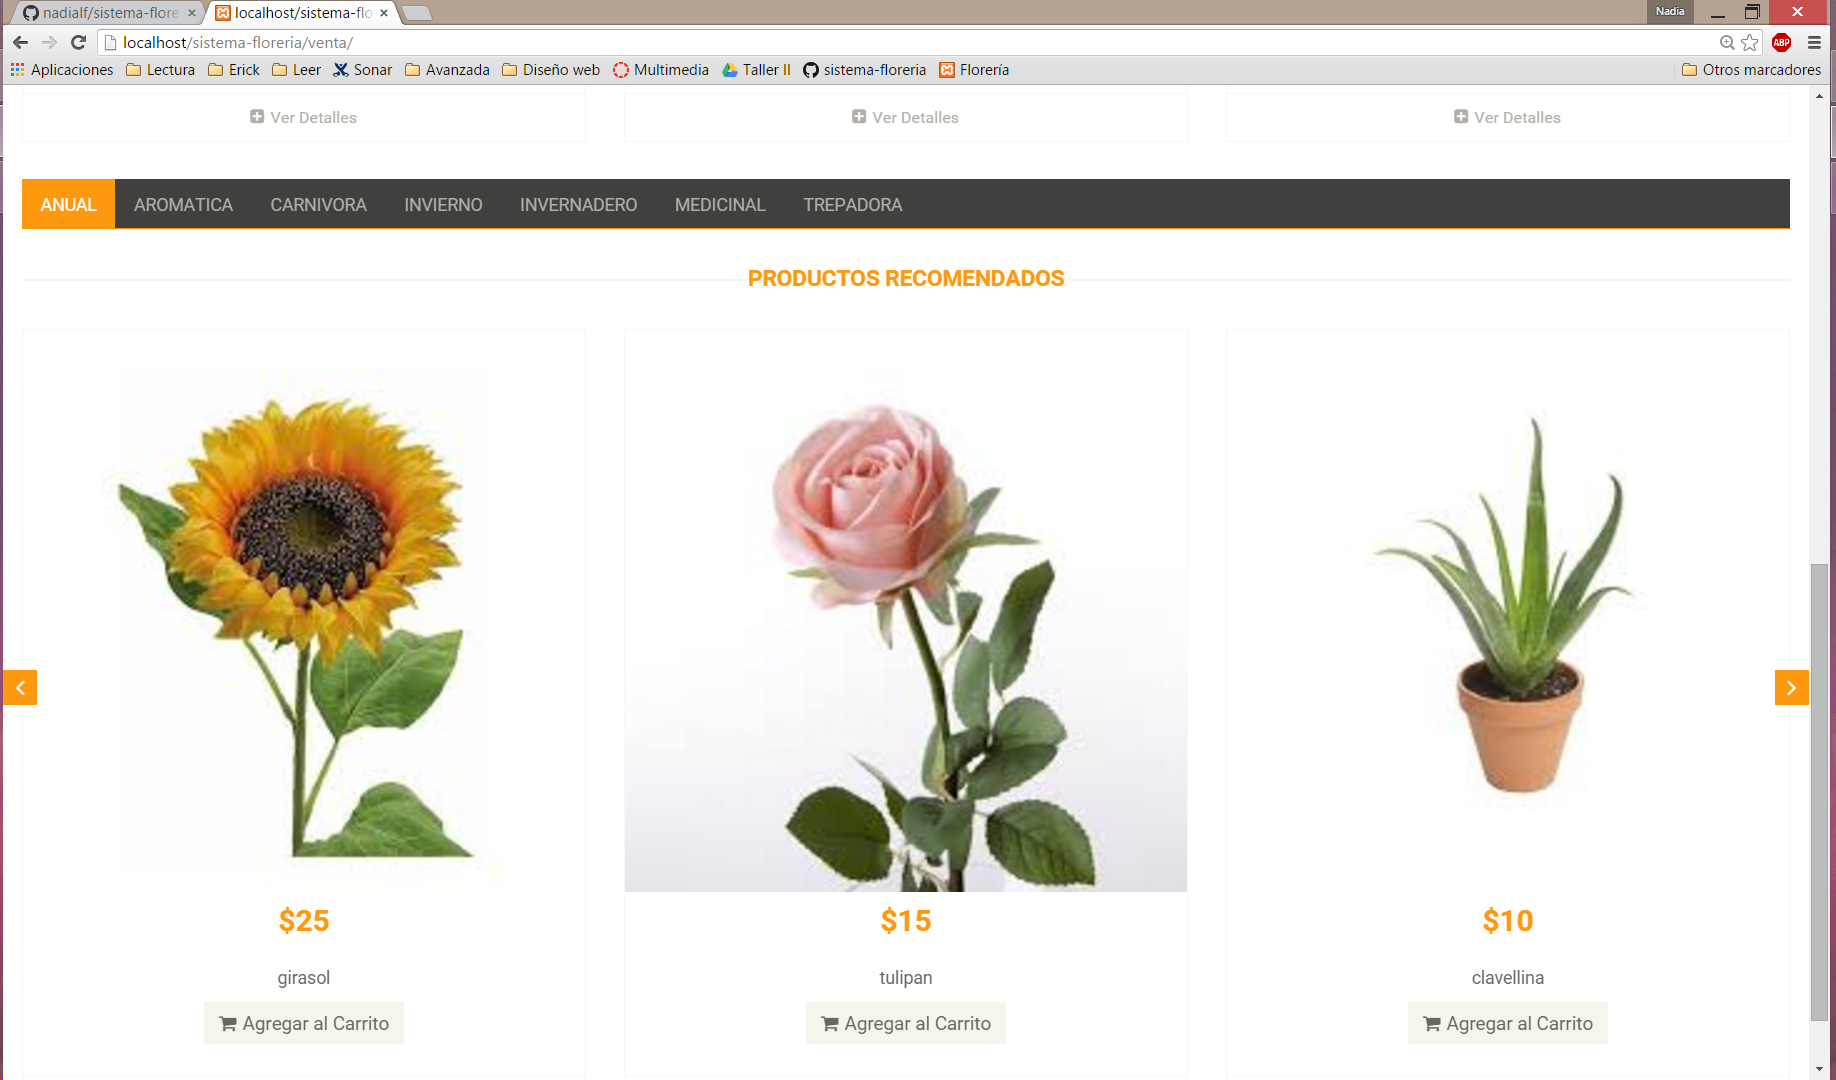 nadialf/sistema-flore
localhost/sistema-flo
Nadia
localhost/sistema-floreria/venta/
ABP
Aplicaciones Lectura Erick Leer Sonar Avanzada Diseño web Multimedia Taller II sistema-floreria Florería Otros marcadores
Ver Detalles Ver Detalles Ver Detalles
ANUAL AROMATICA CARNIVORA INVIERNO INVERNADERO MEDICINAL TREPADORA
PRODUCTOS RECOMENDADOS
$25 $15 $10
girasol tulipan clavellina
Agregar al Carrito Agregar al Carrito Agregar al Carrito